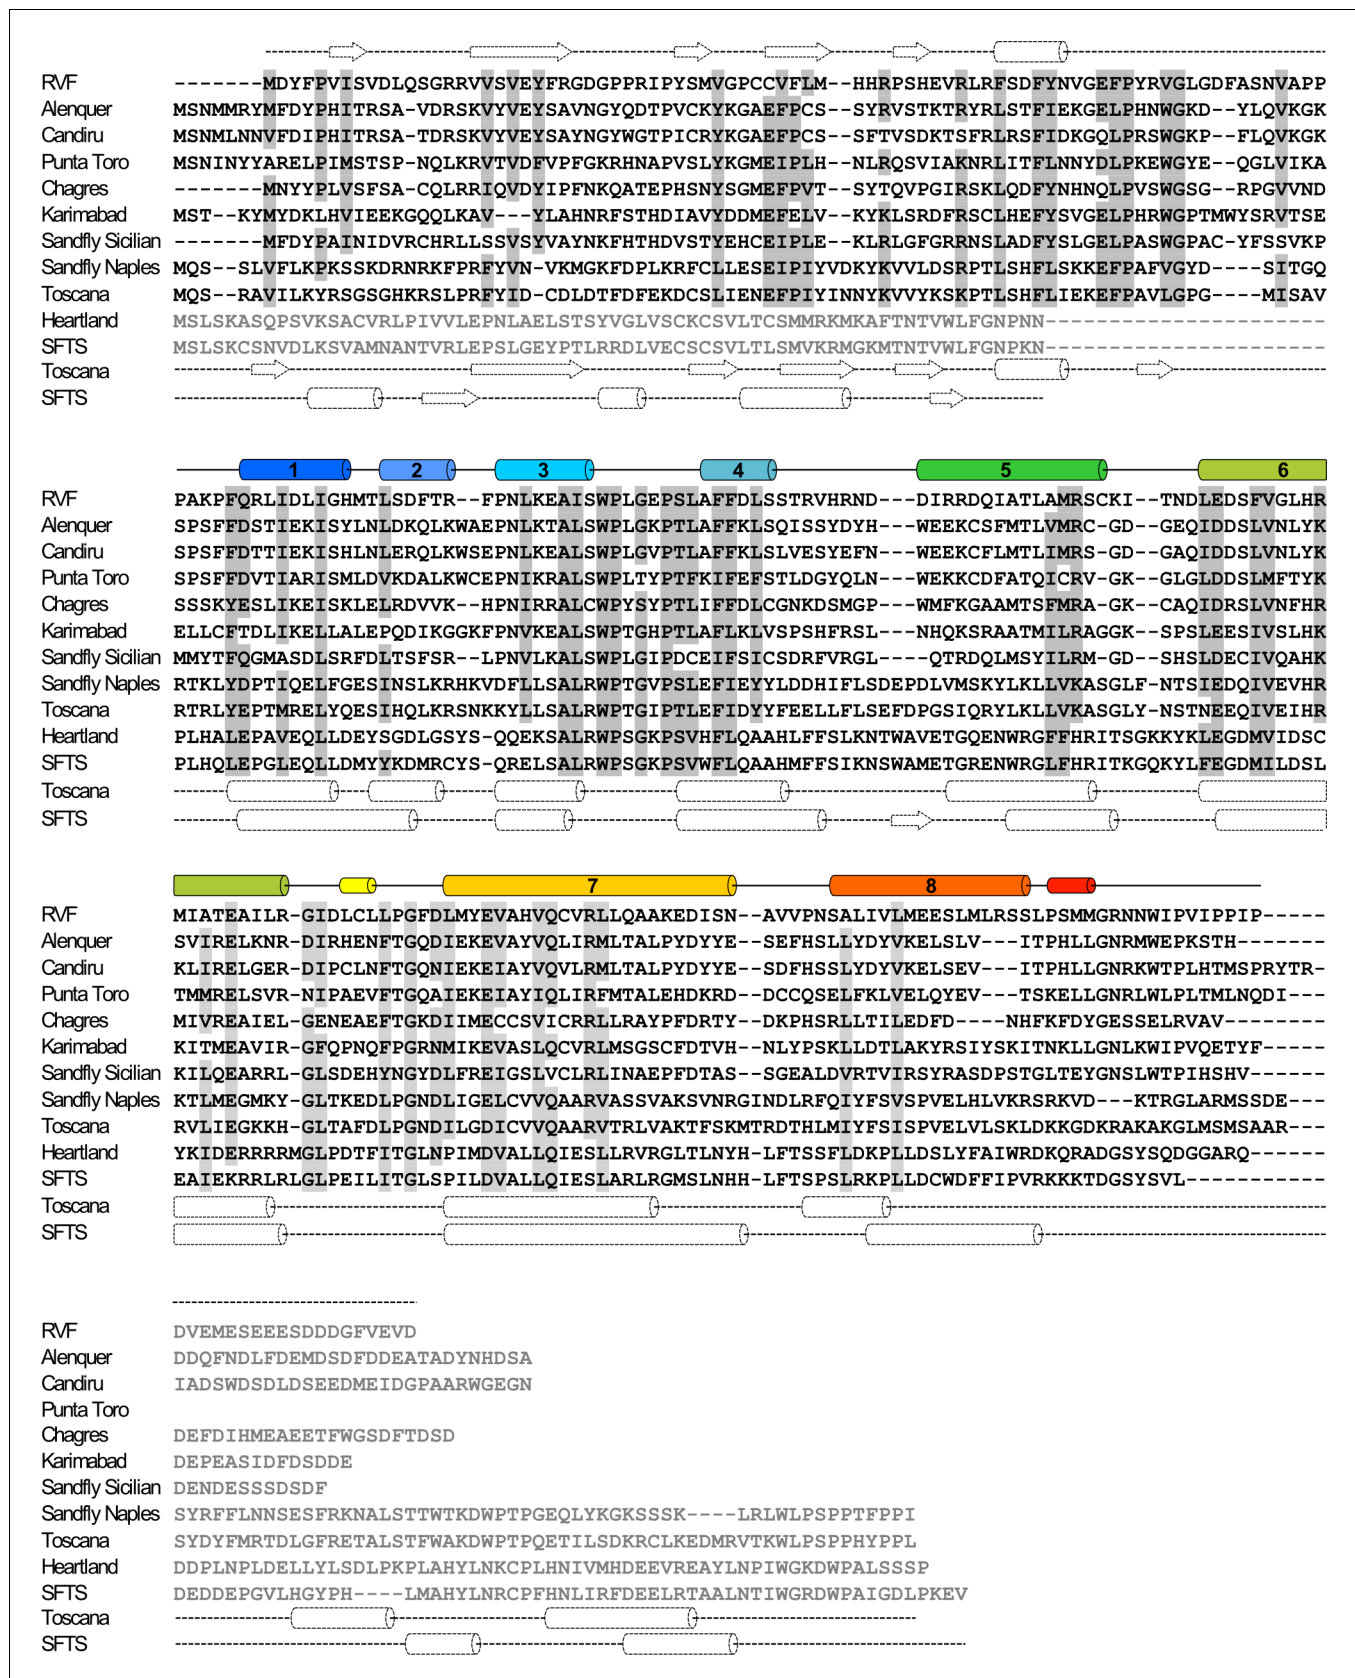 RVF -------MDYFPVISVDLQSGRRVVSVEYFRGDGPPRIPYSMVGPCCVFLM--HHRPSHEVRLRFSDFYNVGEFPYRVGLGDFASNVAPP
Alenquer MSNMMRYMFDYPHITRSA-VDRSKVYVEYSAVNGYQDTPVCKYKGAEFPCS--SYRVSTKTRYRLSTFIEKGELPHNWGKD--YLQVKGK
Candiru MSNMLNNVFDIPHITRSA-TDRSKVYVEYSAYNGYWGTPICRYKGAEFPCS--SFTVSDKTSFRLRSFIDKGQLPRSWGKP--FLQVKGK
Punta Toro MSNINYYARELPIMSTSP-NQLKRVTVDFVPFGKRHNAPVSLYKGMEIPLH--NLRQSVIAKNRLITFLNNYDLPKEWGYE--QGLVIKA
Chagres -------MNYYPLVSFSA-CQLRRIQVDYIPFNKQATEPHSNYSGMEFPVT--SYTQVPGIRSKLQDFYNHNQLPVSWGSG--RPGVVND
Karimabad MST--KYMYDKLHVIEEKGQQLKAV---YLAHNRFSTHDIAVYDDMEFELV--KYKLSRDFRSCLHEFYSVGELPHRWGPTMWYSRVTSE
Sandfly Sicilian -------MFDYPAINIDVRCHRLLSSVSYVAYNKFHTHDVSTYEHCEIPLE--KLRLGFGRRNSLADFYSLGELPASWGPAC-YFSSVKP
Sandfly Naples MQS--SLVFLKPKSSKDRNRKFPRFYVN-VKMGKFDPLKRFCLLESEIPIYVDKYKVVLDSRPTLSHFLSKKEFPAFVGYD----SITGQ
Toscana MQS--RAVILKYRSGSGHKRSLPRFYID-CDLDTFDFEKDCSLIENEFPIYINNYKVVYKSKPTLSHFLIEKEFPAVLGPG----MISAV
Heartland MSLSKASQPSVKSACVRLPIVVLEPNLAELSTSYVGLVSCKCSVLTCSMMRKMKAFTNTVWLFGNPNN----------------------
SFTS MSLSKCSNVDLKSVAMNANTVRLEPSLGEYPTLRRDLVECSCSVLTLSMVKRMGKMTNTVWLFGNPKN----------------------
Toscana
SFTS
1 2 3 4 5 6
RVF PAKPFQRLIDLIGHMTLSDFTR--FPNLKEAISWPLGEPSLAFFDLSSTRVHRND---DIRRDQIATLAMRSCKI--TNDLEDSFVGLHR
Alenquer SPSFFDSTIEKISYLNLDKQLKWAEPNLKTALSWPLGKPTLAFFKLSQISSYDYH---WEEKCSFMTLVMRC-GD--GEQIDDSLVNLYK
Candiru SPSFFDTTIEKISHLNLERQLKWSEPNLKEALSWPLGVPTLAFFKLSLVESYEFN---WEEKCFLMTLIMRS-GD--GAQIDDSLVNLYK
Punta Toro SPSFFDVTIARISMLDVKDALKWCEPNIKRALSWPLTYPTFKIFEFSTLDGYQLN---WEKKCDFATQICRV-GK--GLGLDDSLMFTYK
Chagres SSSKYESLIKEISKLELRDVVK--HPNIRRALCWPYSYPTLIFFDLCGNKDSMGP---WMFKGAAMTSFMRA-GK--CAQIDRSLVNFHR
Karimabad ELLCFTDLIKELLALEPQDIKGGKFPNVKEALSWPTGHPTLAFLKLVSPSHFRSL---NHQKSRAATMILRAGGK--SPSLEESIVSLHK
Sandfly Sicilian MMYTFQGMASDLSRFDLTSFSR--LPNVLKALSWPLGIPDCEIFSICSDRFVRGL----QTRDQLMSYILRM-GD--SHSLDECIVQAHK
Sandfly Naples RTKLYDPTIQELFGESINSLKRHKVDFLLSALRWPTGVPSLEFIEYYLDDHIFLSDEPDLVMSKYLKLLVKASGLF-NTSIEDQIVEVHR
Toscana RTRLYEPTMRELYQESIHQLKRSNKKYLLSALRWPTGIPTLEFIDYYFEELLFLSEFDPGSIQRYLKLLVKASGLY-NSTNEEQIVEIHR
Heartland PLHALEPAVEQLLDEYSGDLGSYS-QQEKSALRWPSGKPSVHFLQAAHLFFSLKNTWAVETGQENWRGFFHRITSGKKYKLEGDMVIDSC
SFTS PLHQLEPGLEQLLDMYYKDMRCYS-QRELSALRWPSGKPSVWFLQAAHMFFSIKNSWAMETGRENWRGLFHRITKGQKYLFEGDMILDSL
Toscana
SFTS
7 8
RVF MIATEAILR-GIDLCLLPGFDLMYEVAHVQCVRLLQAAKEDISN--AVVPNSALIVLMEESLMLRSSLPSMMGRNNWIPVIPPIP-----
Alenquer SVIRELKNR-DIRHENFTGQDIEKEVAYVQLIRMLTALPYDYYE--SEFHSLLYDYVKELSLV---ITPHLLGNRMWEPKSTH-------
Candiru KLIRELGERD-DIPCLNFTGQNIEKEIAYVQVLRMLTALPYDYYE--SDFHSSLYDYVKELSEV---ITPHLLGNRKWTPLHTMSPRYTR-
Punta Toro TMMRELSVR-NIPAEVFTGQAIEKEIAYIQLIRFMTALEHDKRD--DCCQSELFKLVELQYEV---TSKELLGNRLWLPLTMLNQDI---
Chagres MIVREAIEL-GENEAEFTGKDIIMECCSVICRRLLRAYPFDRTY--DKPHSRLLTILEDFD----NHFKFDYGESSELRVAV--------
Karimabad KITMEAVIR-GFQPNQFPGRNMIKEVASLQCVRLMSGSCFDTVH--NLYPSKLLDTLAKYRSIYSKITNKLLGNLKWIPVQETYF-----
Sandfly Sicilian KILQEARRL-GLSDEHYNGYDLFREIGSLVCLRLINAEPFDTAS--SGEALDVRTVIRSYRASDPSTGLTEYGNSLWTPIHSHV------
Sandfly Naples KTLMEGMKY-GLTKEDLPGNDLIGELCVVQAARVASSVAKSVNRGINDLRFQIYFSVSPVELHLVKRSRKVD---KTRGLARMSSDE---
Toscana RVLIEGKKH-GLTAFDLPGNDILGDICVVQAARVTRLVAKTFSKMTRDTHLMIYFSISPVELVLSKLDKKGDKRAKAKGLMSMSAAR---
Heartland YKIDERRRRMGLPDTFITGLNPIMDVALLQIESLLRVRGLTLNYH-LFTSSFLDKPLLDSLYFAIWRDKQRADGSYSQDGGARQ------
SFTS EAIEKRRLRLGLPEILITGLSPILDVALLQIESLARLRGMSLNHH-LFTSPSLRKPLLDCWDFFIPVRKKKTDGSYSVL-----------
Toscana
SFTS
RVF DVEMESEEESDDDGFVEVD
Alenquer DDQFNDLFDEMDSDFDDEATADYNHDSA
Candiru IADSWDSDLDSEEDMEIDGPAARWGEGN
Punta Toro
Chagres DEFDIHMEAEETFWGSDFTDSD
Karimabad DEPEASIDFDSDDE
Sandfly Sicilian DENDESSSDSDF
Sandfly Naples SYRFFLNNSESFRKNALSTTWTKDWPTPGEQLYKGKSSSK----LRLWLPSPPTFPPI
Toscana SYDYFMRTDLGFRETALSTFWAKDWPTPQETILSDKRCLKEDMRVTKWLPSPPHYPPL
Heartland DDPLNPLDELLYLSDLPKPLAHYLNKCPLHNIVMHDEEVREAYLNPIWGKDWPALSSSP
SFTS DEDDEPGVLHGYPH----LMAHYLNRCPFHNLIRFDEELRTAALNTIWGRDWPAIGDLPKEV
Toscana
SFTS